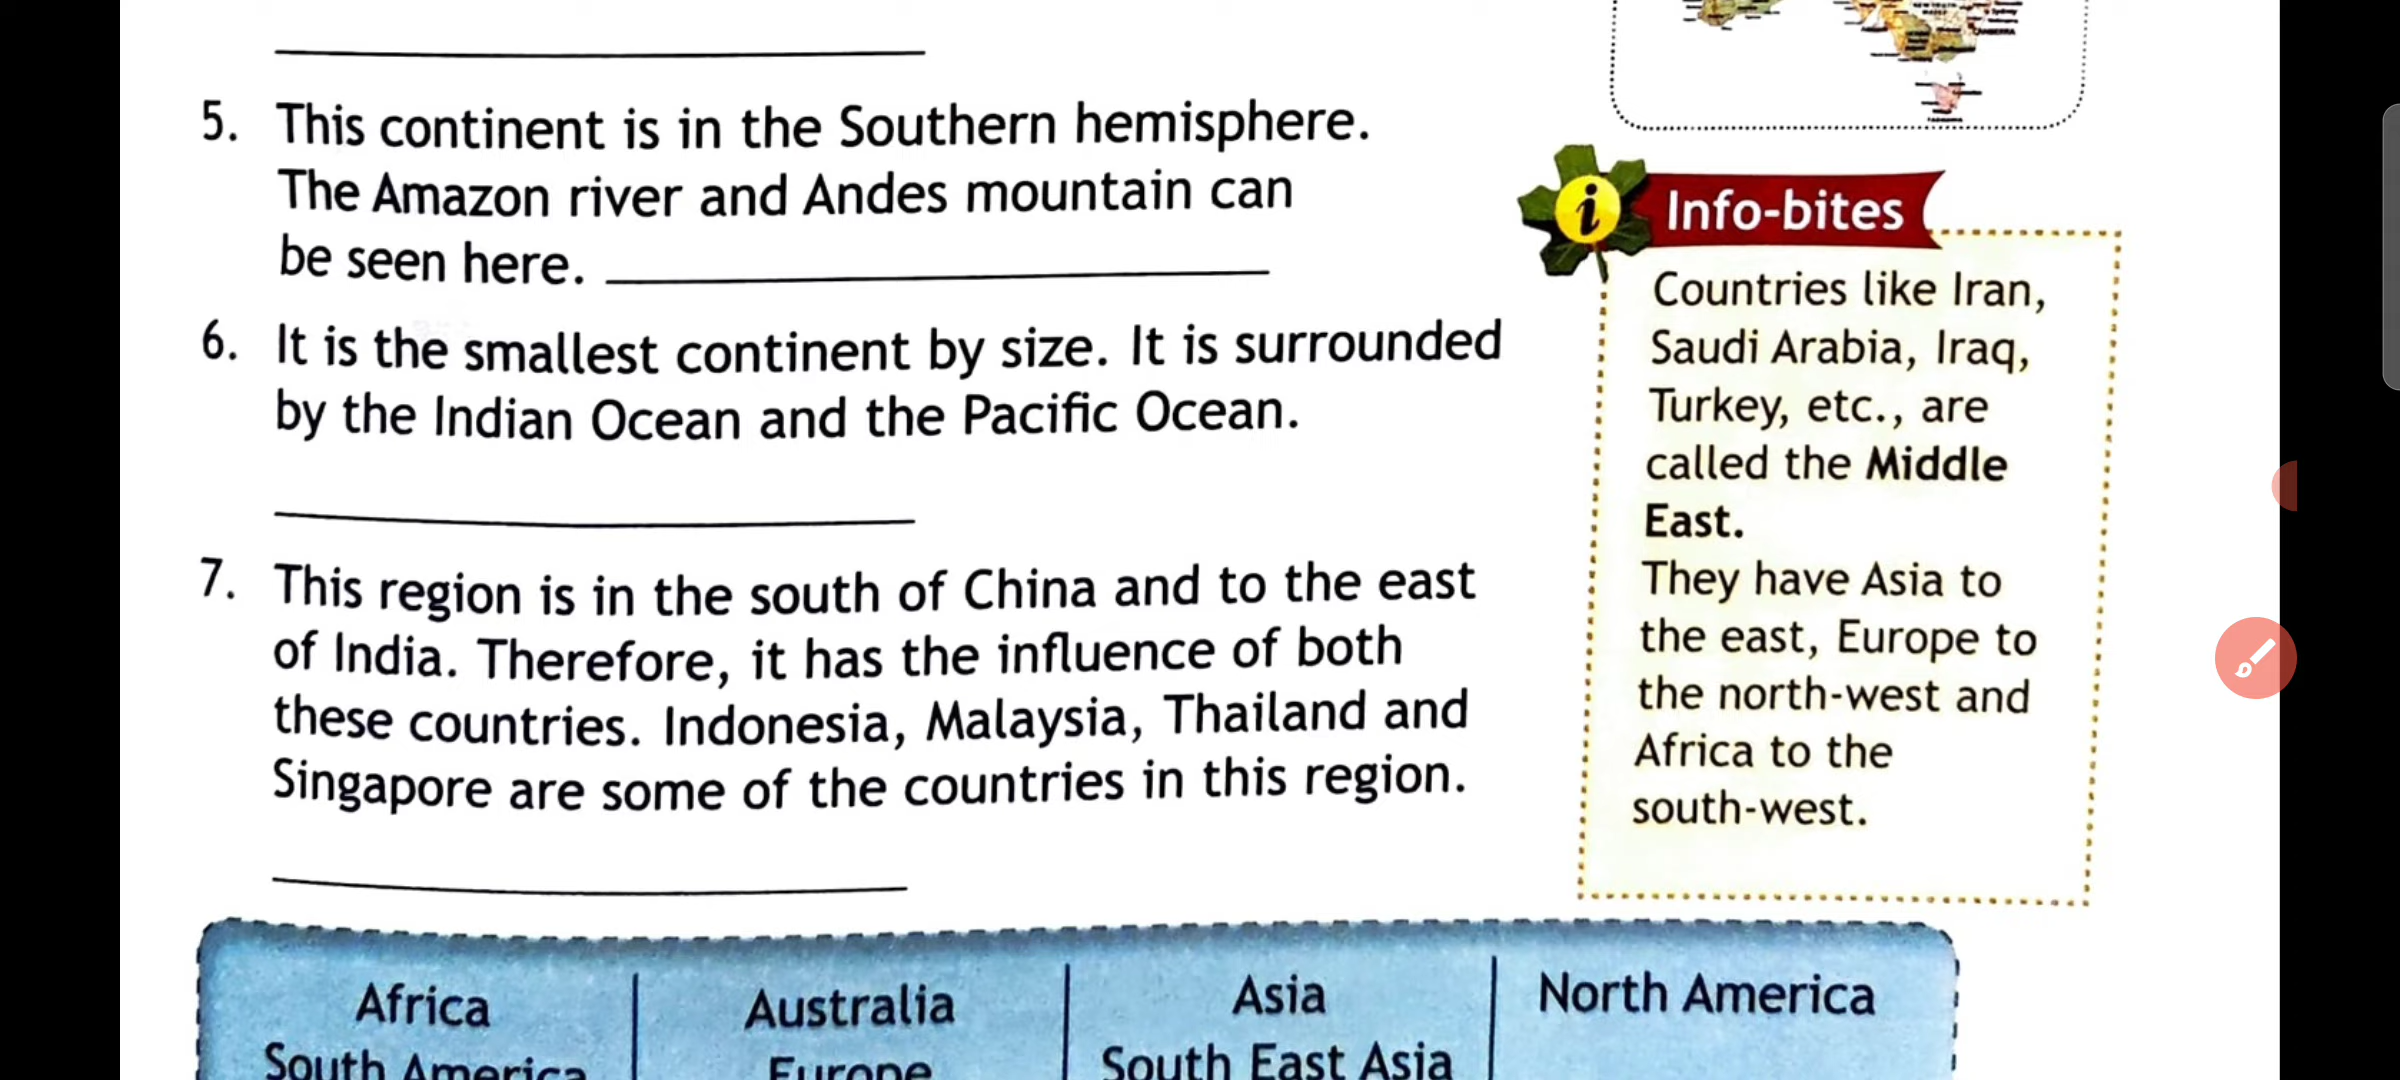 5. This continent is in the Southern hemisphere.
The Amazon river and Andes mountain can
be seen here.
6. It is the smallest continent by size. It is surrounded
by the Indian Ocean and the Pacific Ocean.
7. This region is in the south of China and to the east
of India. Therefore, it has the influence of both
these countries. Indonesia, Malaysia, Thailand and
Singapore are some of the countries in this region.
i Info-bites
Countries like Iran,
Saudi Arabia, Iraq,
Turkey, etc., are
called the Middle
East.
They have Asia to
the east, Europe to
the north-west and
Africa to the
south-west.
Africa Australia Asia North America
South America Europe South East Asia